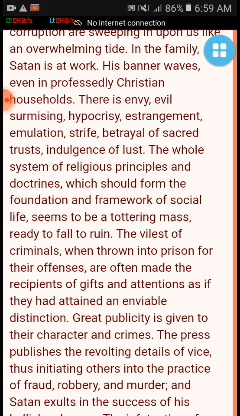 D:0KB/s U:0KB/s 86% 6:59 AM
No internet connection
corruption are sweeping in upon us like
an overwhelming tide. In the family,
Satan is at work. His banner waves,
even in professedly Christian
households. There is envy, evil
surmising, hypocrisy, estrangement,
emulation, strife, betrayal of sacred
trusts, indulgence of lust. The whole
system of religious principles and
doctrines, which should form the
foundation and framework of social
life, seems to be a tottering mass,
ready to fall to ruin. The vilest of
criminals, when thrown into prison for
their offenses, are often made the
recipients of gifts and attentions as if
they had attained an enviable
distinction. Great publicity is given to
their character and crimes. The press
publishes the revolting details of vice,
thus initiating others into the practice
of fraud, robbery, and murder; and
Satan exults in the success of his